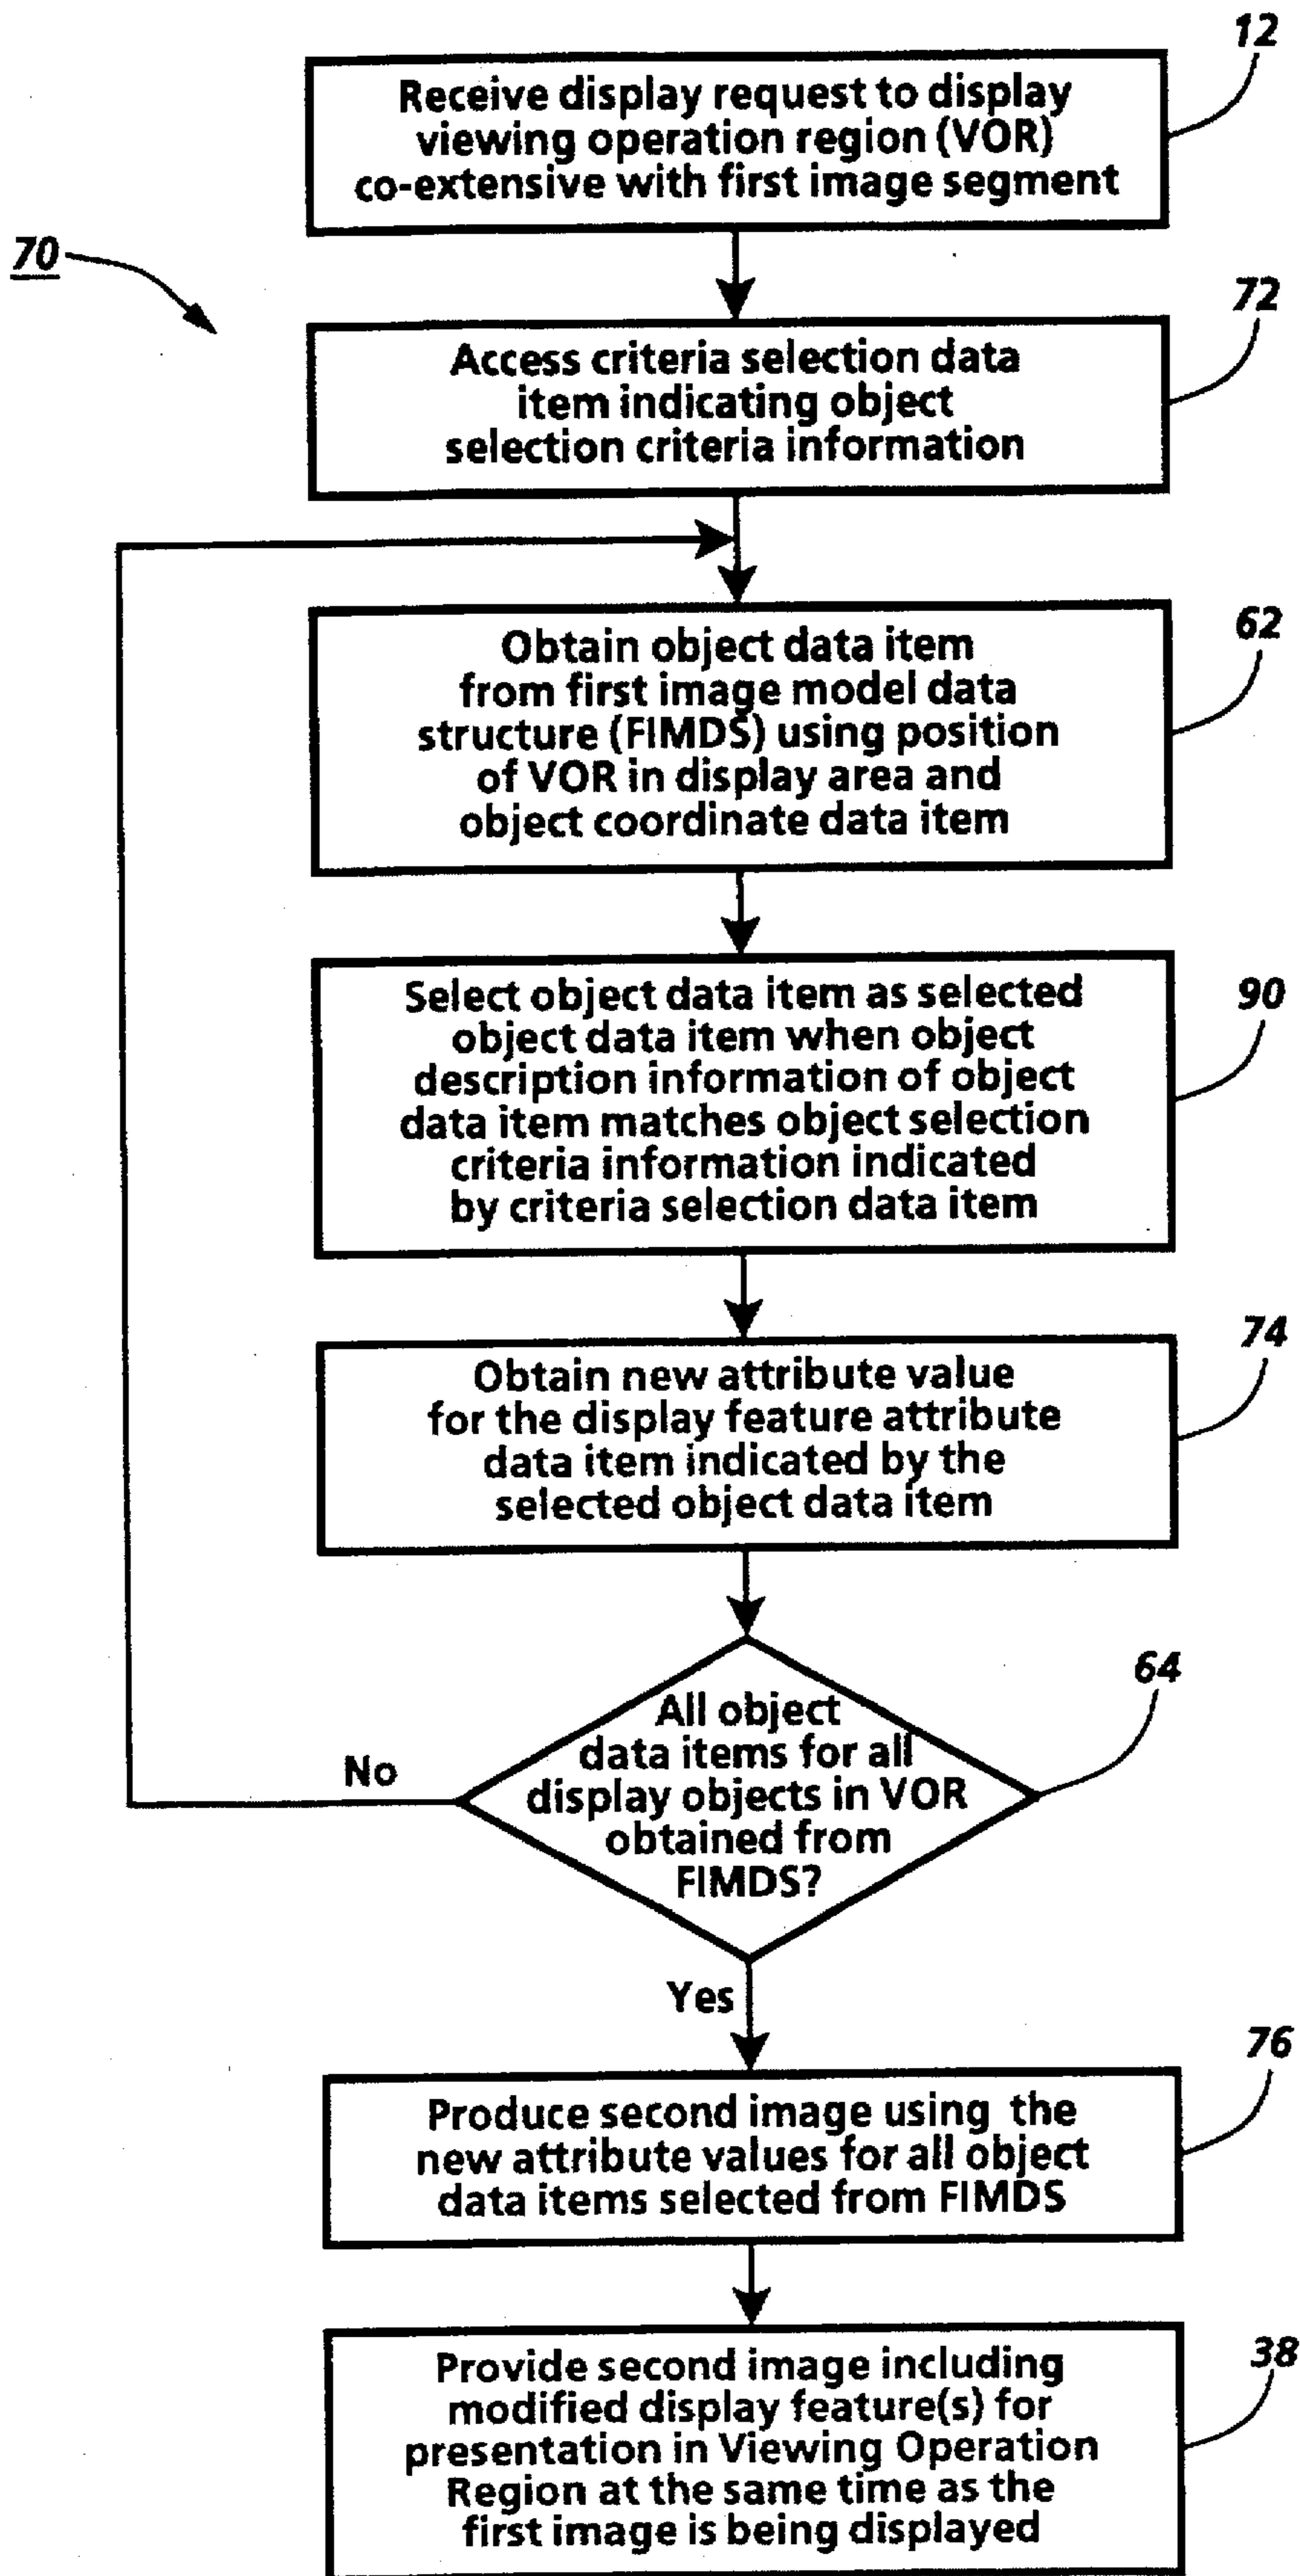 12
Receive display request to display
viewing operation region (VOR)
co-extensive with first image segment
70
72
Access criteria selection data
item indicating object
selection criteria information
62
Obtain object data item
from first image model data
structure (FIMDS) using position
of VOR in display area and
object coordinate data item
90
Select object data item as selected
object data item when object
description information of object
data item matches object selection
criteria information indicated
by criteria selection data item
74
Obtain new attribute value
for the display feature attribute
data item indicated by the
selected object data item
64
All object
data items for all
display objects in VOR
obtained from
FIMDS?
No
Yes
76
Produce second image using the
new attribute values for all object
data items selected from FIMDS
38
Provide second image including
modified display feature(s) for
presentation in Viewing Operation
Region at the same time as the
first image is being displayed